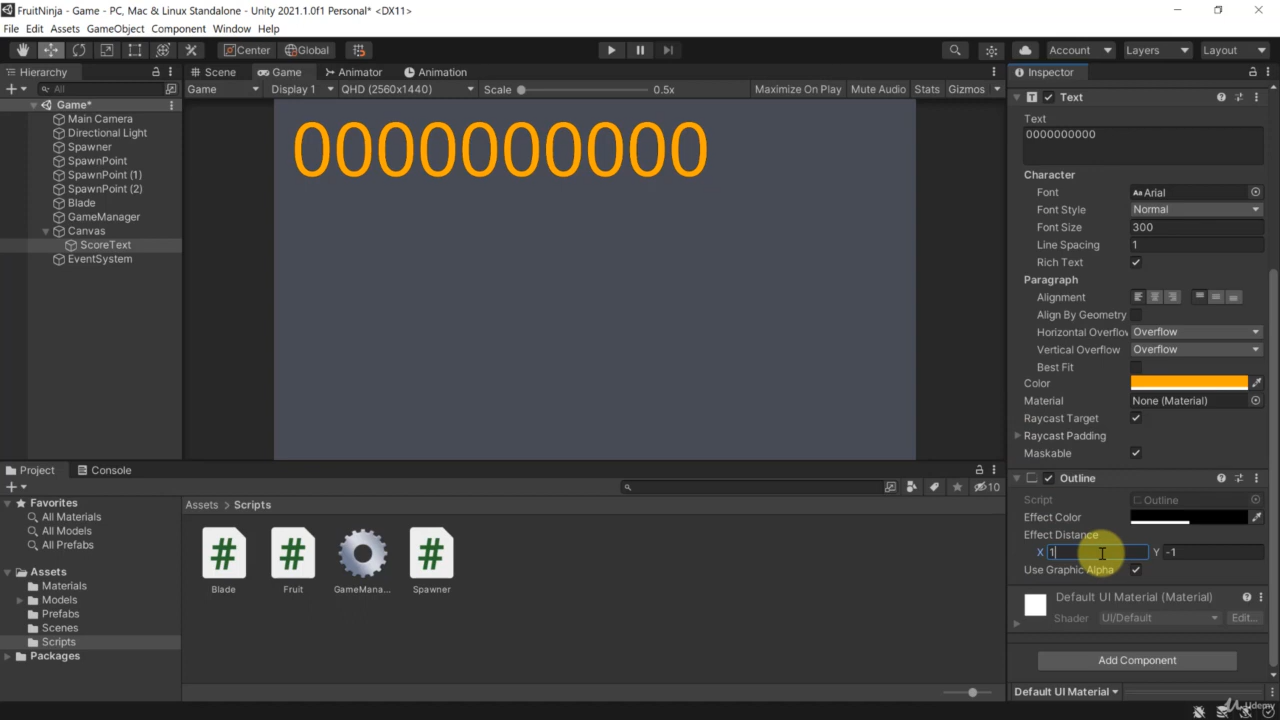 FruitNinja - Game - PC, Mac & Linux Standalone - Unity 2021.1.0f1 Personal* <DX11>
File Edit Assets GameObject Component Window Help
Center Global Account Layers Layout
Hierarchy Scene Game Animator Animation Inspector
All Game Display 1 QHD (2560x1440) Scale 0.5x Maximize On Play Mute Audio Stats Gizmos
Game*
Main Camera
Directional Light
Spawner
SpawnPoint
SpawnPoint (1)
SpawnPoint (2)
Blade
GameManager
Canvas
ScoreText
EventSystem
0000000000
Text
Text
0000000000
Character
Font Arial
Font Style Normal
Font Size 300
Line Spacing 1
Rich Text
Paragraph
Alignment
Align By Geometry
Horizontal Overflow Overflow
Vertical Overflow Overflow
Best Fit
Color
Material None (Material)
Raycast Target
Raycast Padding
Maskable
Outline
Script Outline
Effect Color
Effect Distance
X 1 Y -1
Use Graphic Alpha
Default UI Material (Material)
Shader UI/Default Edit...
Add Component
Default UI Material
Project Console
10
Favorites
All Materials
All Models
All Prefabs
Assets
Materials
Models
Prefabs
Scenes
Scripts
Packages
Assets > Scripts
Blade Fruit GameMana... Spawner
Udemy